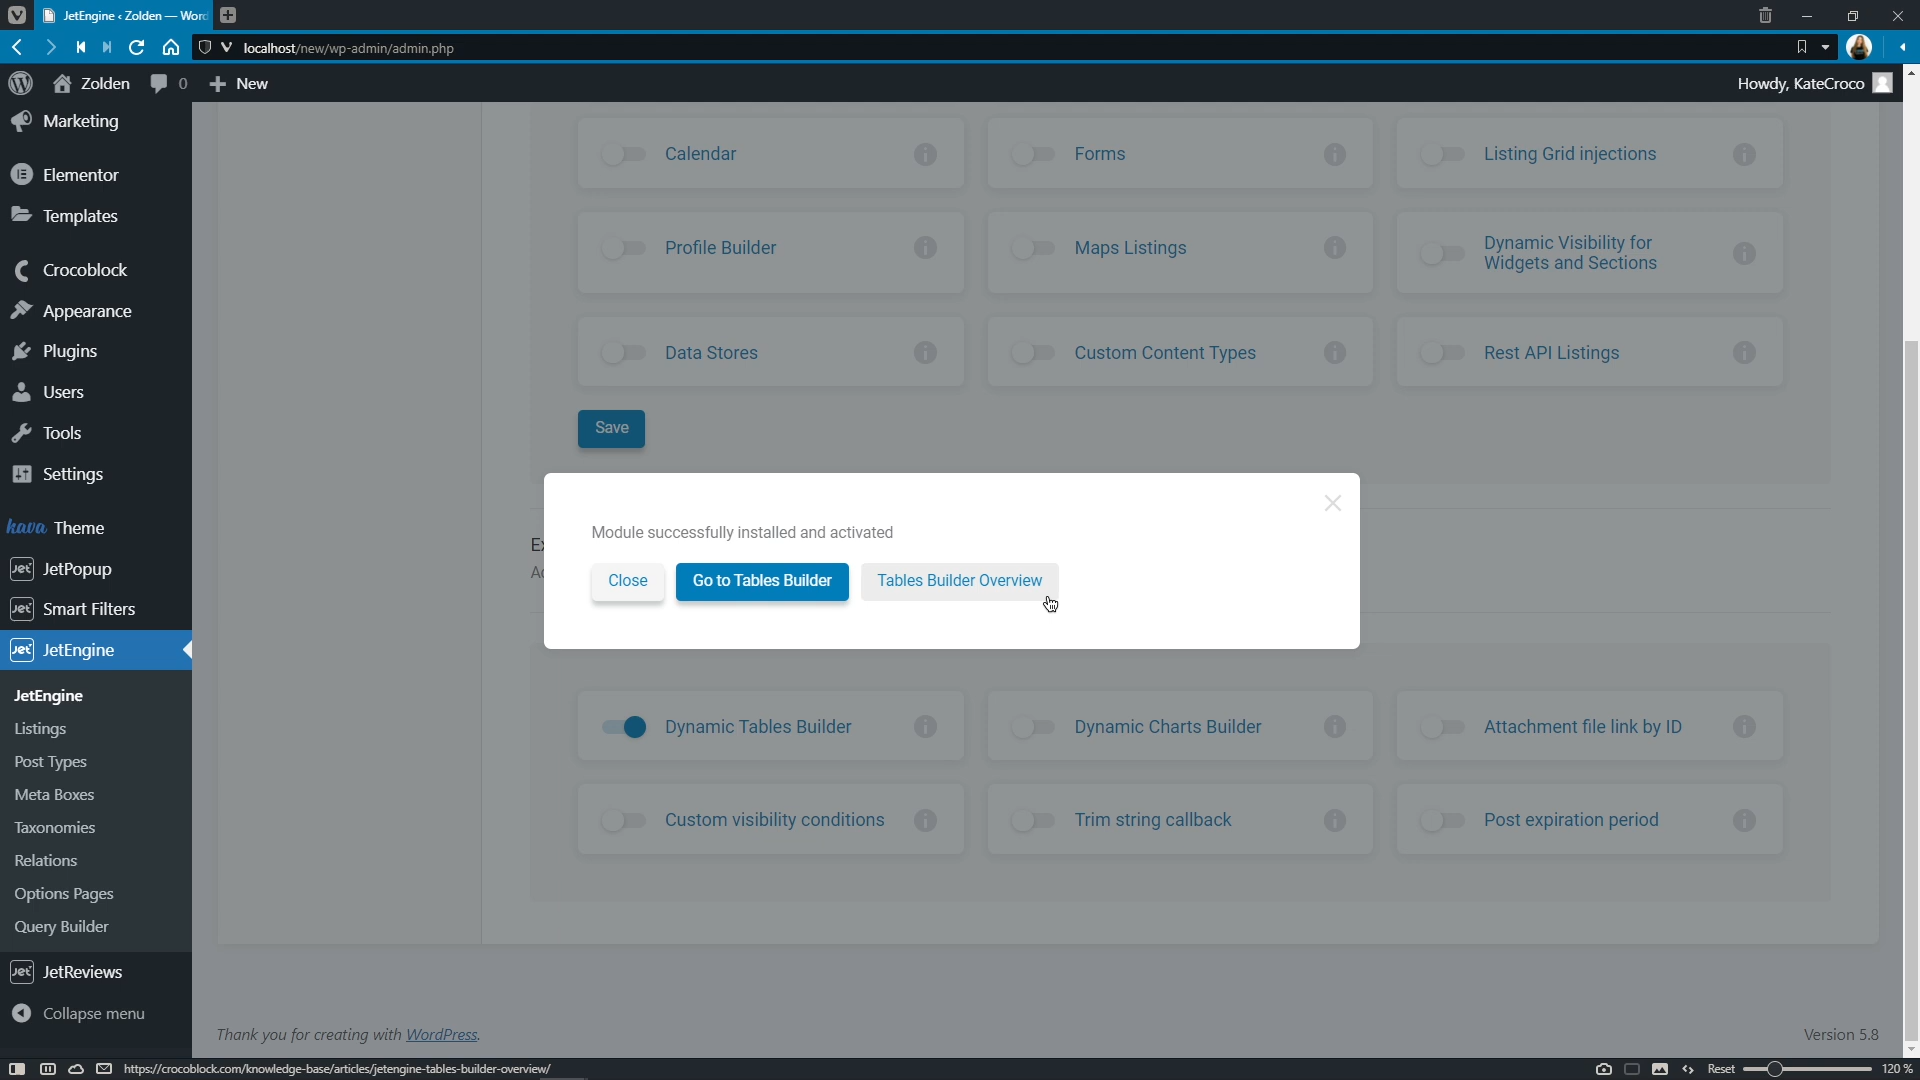 JetEngine ‹ Zolden — Word
localhost/new/wp-admin/admin.php
Zolden
0
New
Howdy, KateCroco
Marketing
Elementor
Templates
Crocoblock
Appearance
Plugins
Users
Tools
Settings
hava Theme
Jet JetPopup
Jet Smart Filters
Jet JetEngine
JetEngine
Listings
Post Types
Meta Boxes
Taxonomies
Relations
Options Pages
Query Builder
Jet JetReviews
Collapse menu
Calendar
Forms
Listing Grid injections
Profile Builder
Maps Listings
Dynamic Visibility for
Widgets and Sections
Data Stores
Custom Content Types
Rest API Listings
Save
Module successfully installed and activated
Close
Go to Tables Builder
Tables Builder Overview
Dynamic Tables Builder
Dynamic Charts Builder
Attachment file link by ID
Custom visibility conditions
Trim string callback
Post expiration period
Thank you for creating with WordPress.
Version 5.8
https://crocoblock.com/knowledge-base/articles/jetengine-tables-builder-overview/
Reset
120 %